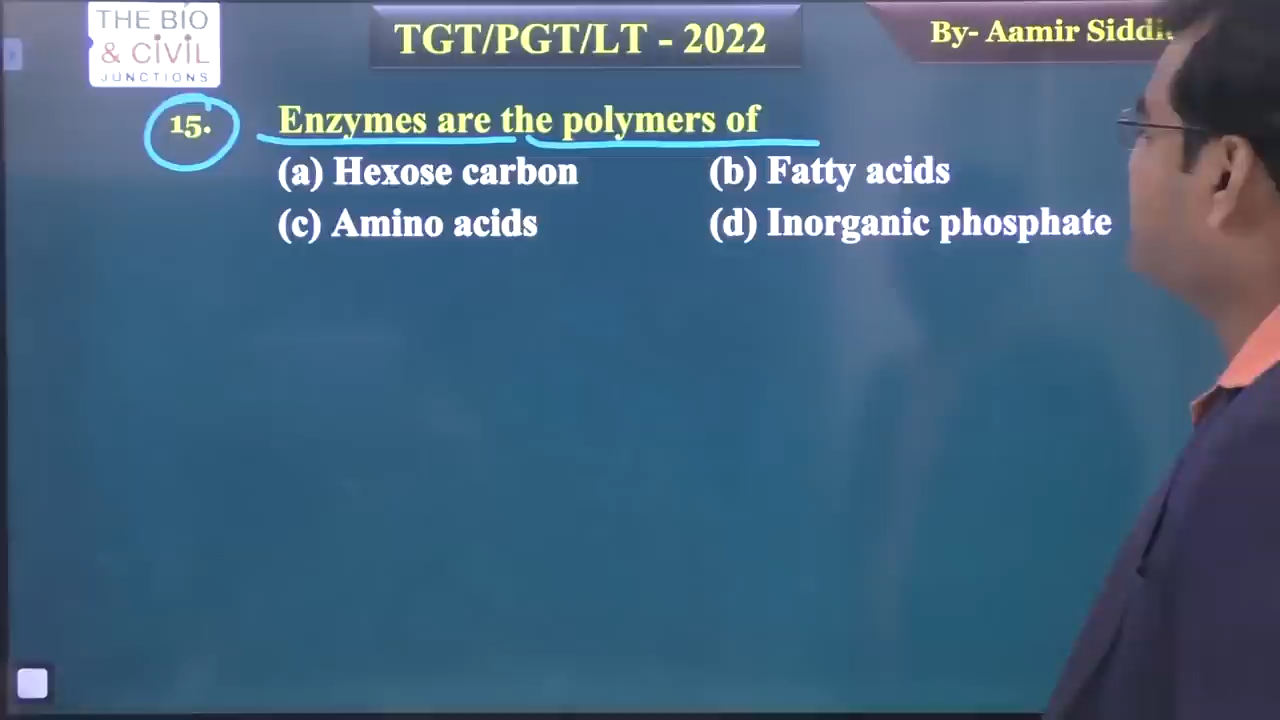 THE BIO
& CIVIL
JUNCTIONS
TGT/PGT/LT - 2022
By- Aamir
15. Enzymes are the polymers of
(a) Hexose carbon (b) Fatty acids
(c) Amino acids (d) Inorganic phosphate